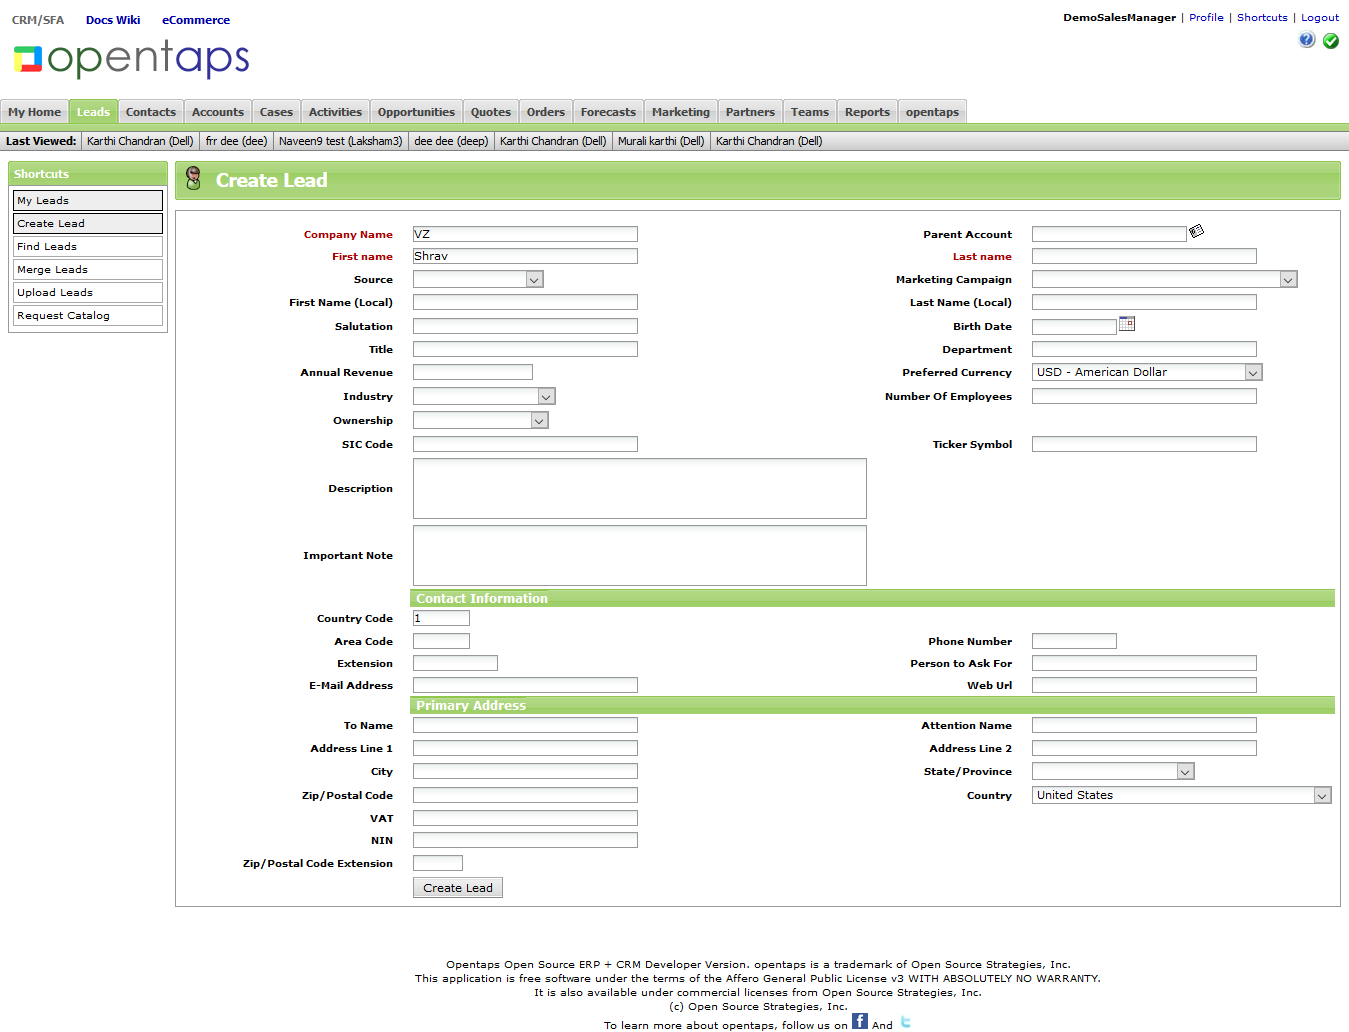 CRM/SFA Docs Wiki eCommerce
DemoSalesManager | Profile | Shortcuts | Logout
opentaps
My Home Leads Contacts Accounts Cases Activities Opportunities Quotes Orders Forecasts Marketing Partners Teams Reports opentaps
Last Viewed: Karthi Chandran (Dell) frr dee (dee) Naveen9 test (Laksham3) dee dee (deep) Karthi Chandran (Dell) Murali karthi (Dell) Karthi Chandran (Dell)
Shortcuts
My Leads
Create Lead
Find Leads
Merge Leads
Upload Leads
Request Catalog
Create Lead
Company Name VZ Parent Account
First name Shrav Last name
Source Marketing Campaign
First Name (Local) Last Name (Local)
Salutation Birth Date
Title Department
Annual Revenue Preferred Currency USD - American Dollar
Industry Number Of Employees
Ownership
SIC Code Ticker Symbol
Description
Important Note
Contact Information
Country Code 1
Area Code Phone Number
Extension Person to Ask For
E-Mail Address Web Url
Primary Address
To Name Attention Name
Address Line 1 Address Line 2
City State/Province
Zip/Postal Code Country United States
VAT
NIN
Zip/Postal Code Extension
Create Lead
Opentaps Open Source ERP + CRM Developer Version. opentaps is a trademark of Open Source Strategies, Inc.
This application is free software under the terms of the Affero General Public License v3 WITH ABSOLUTELY NO WARRANTY.
It is also available under commercial licenses from Open Source Strategies, Inc.
(c) Open Source Strategies, Inc.
To learn more about opentaps, follow us on f And t